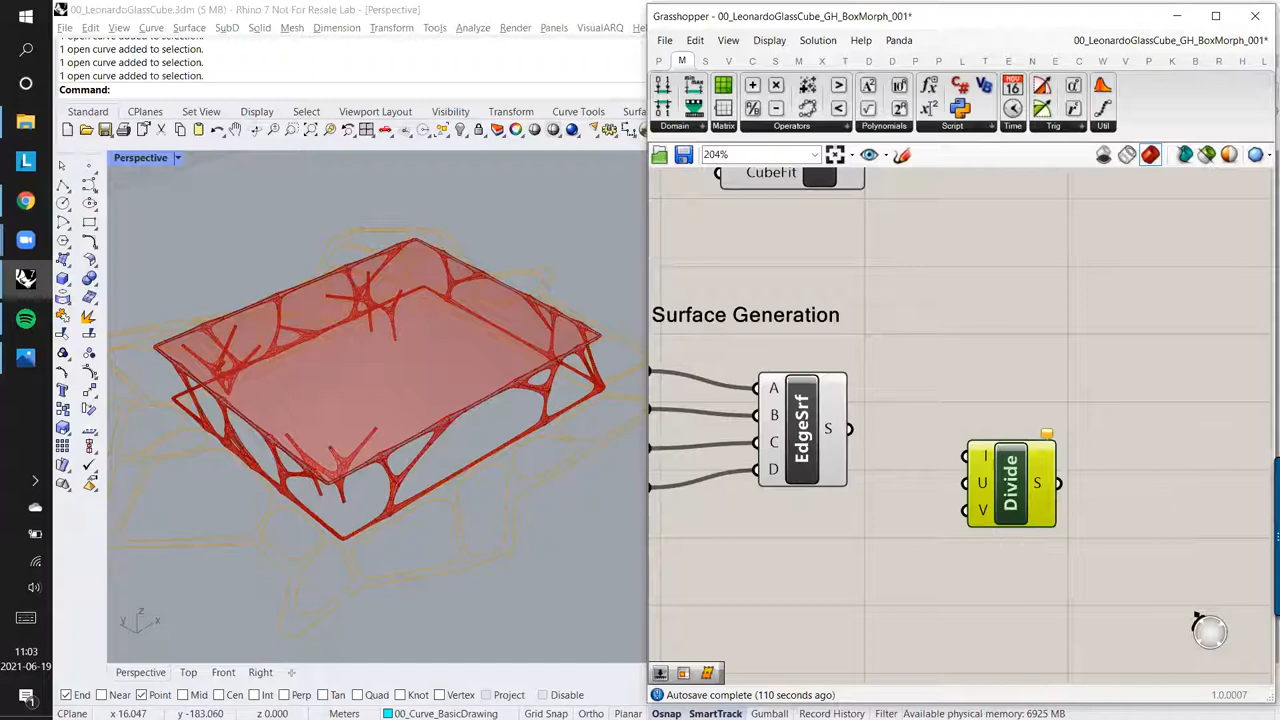 00_LeonardoGlassCube.3dm (5 MB) - Rhino 7 Not For Resale Lab - [Perspective]
File Edit View Curve Surface SubD Solid Mesh Dimension Transform Tools Analyze Render Panels VisualARQ
1 open curve added to selection.
1 open curve added to selection.
1 open curve added to selection.
Command:
Standard CPlanes Set View Display Select Viewport Layout Visibility Transform Curve Tools
Perspective
z
y x
Perspective Top Front Right
End Near Point Mid Cen Int Perp Tan Quad Knot Vertex Project Disable
CPlane x 16.047 y -183.060 z 0.000 Meters 00_Curve_BasicDrawing Grid Snap Ortho Planar Osnap SmartTrack Gumball Record History Filter Available physical memory: 6925 MB
11:03
2021-06-19
Grasshopper - 00_LeonardoGlassCube_GH_BoxMorph_001*
File Edit View Display Solution Help Panda
00_LeonardoGlassCube_GH_BoxMorph_001*
P M S V C S M I T D
Domain Matrix Operators Polynomials Script Time Trig Util
204%
CubeFit
Surface Generation
A
B
C
D
EdgeSrf
S
I
U
V
Divide
S
Autosave complete (110 seconds ago)
1.0.0007